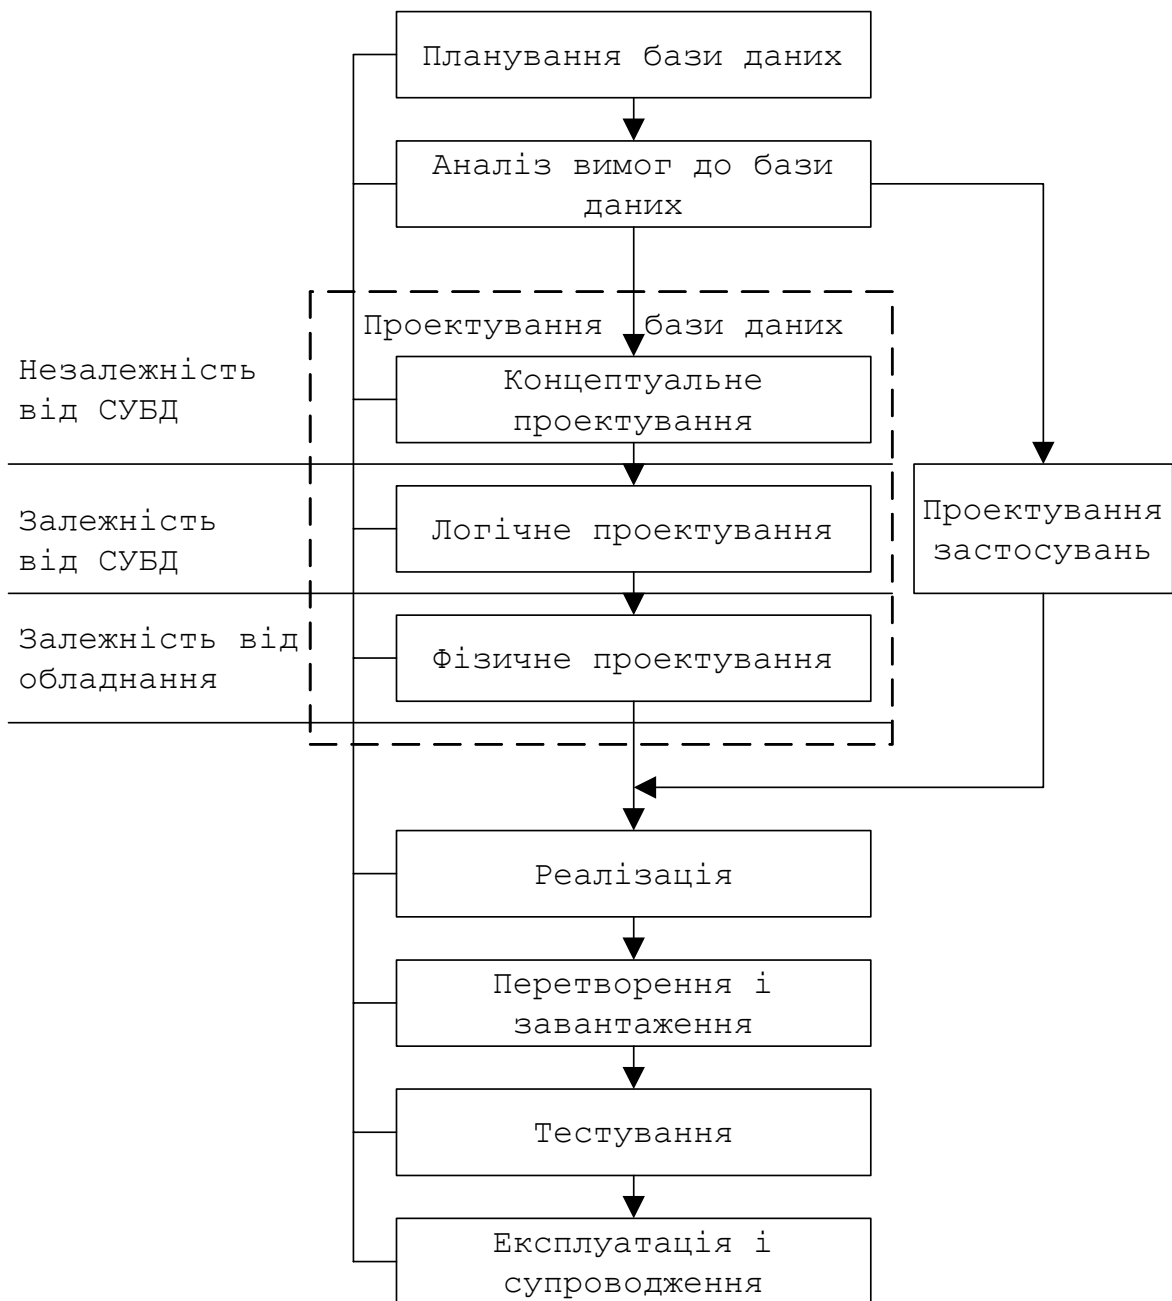 Планування бази даних
Аналіз вимог до бази
даних
Проектування бази даних
Незалежність
від СУБД
Концептуальне
проектування
Залежність
від СУБД
Логічне проектування
Проектування
застосувань
Залежність від
обладнання
Фізичне проектування
Реалізація
Перетворення і
завантаження
Тестування
Експлуатація і
супроводження